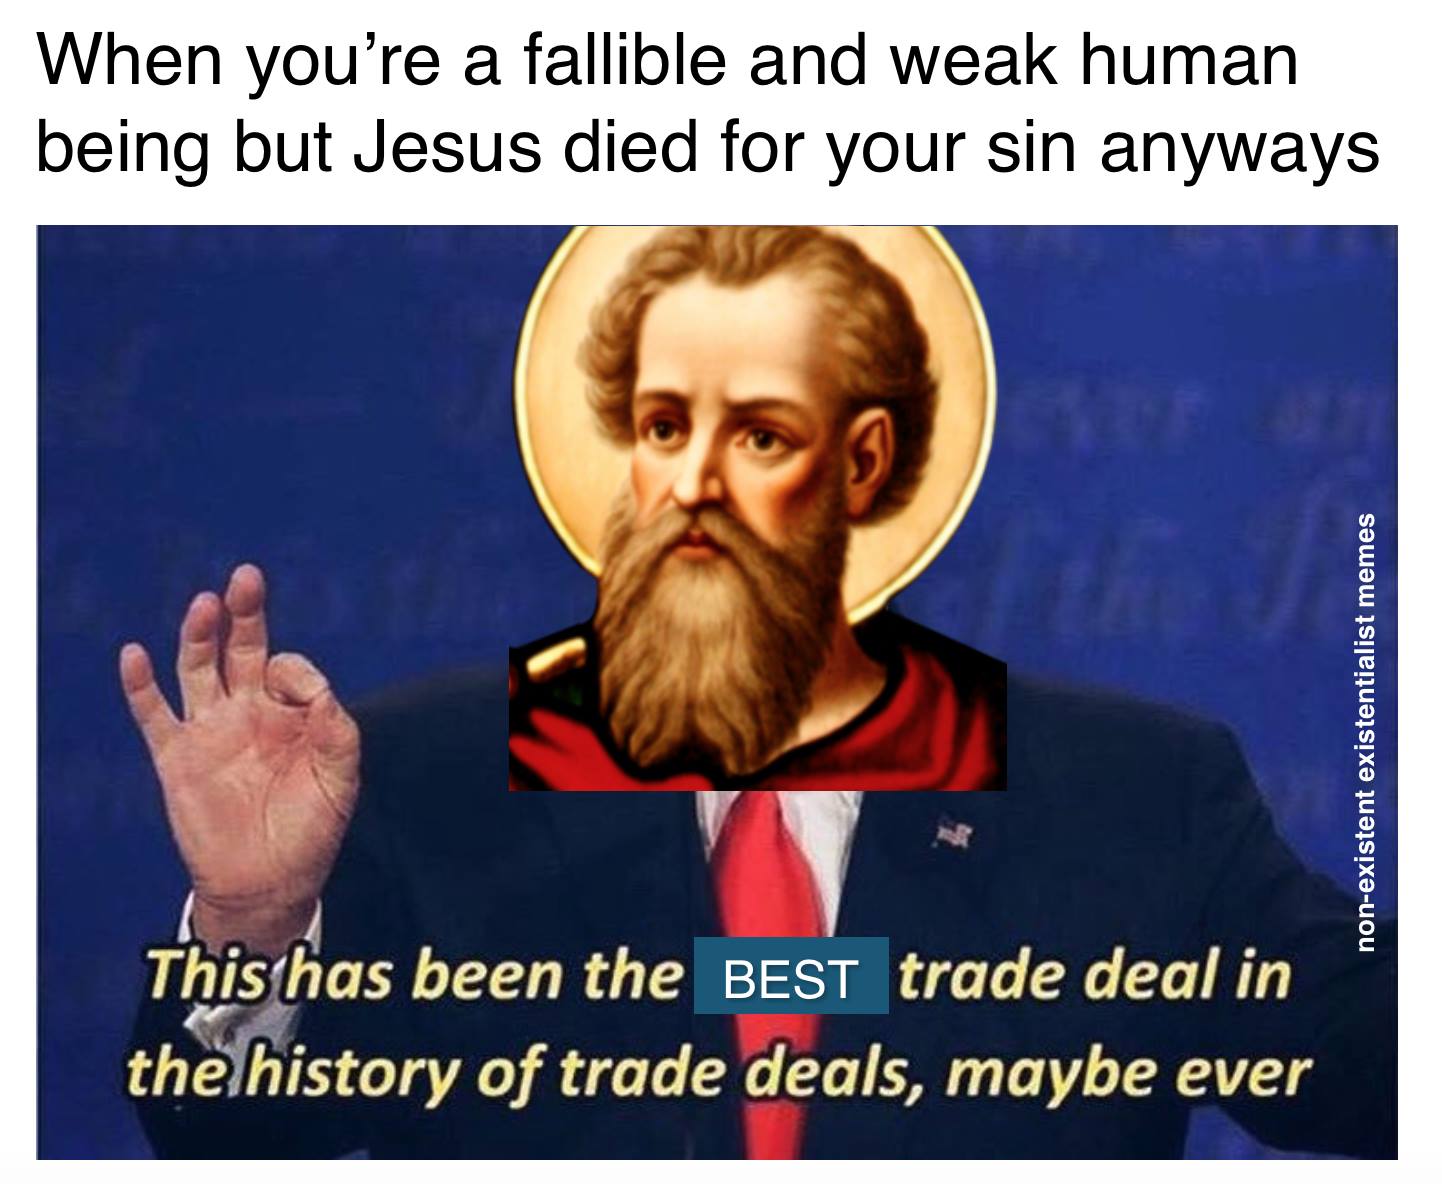 When you’re a fallible and weak human
being but Jesus died for your sin anyways
non-existent existentialist memes
This has been the BEST trade deal in
the history of trade deals, maybe ever